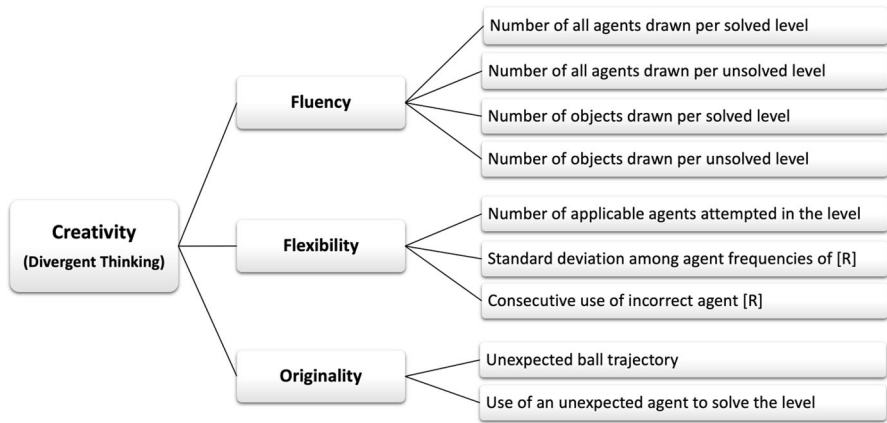 Creativity
(Divergent Thinking)
Fluency
Number of all agents drawn per solved level
Number of all agents drawn per unsolved level
Number of objects drawn per solved level
Number of objects drawn per unsolved level
Flexibility
Number of applicable agents attempted in the level
Standard deviation among agent frequencies of [R]
Consecutive use of incorrect agent [R]
Originality
Unexpected ball trajectory
Use of an unexpected agent to solve the level